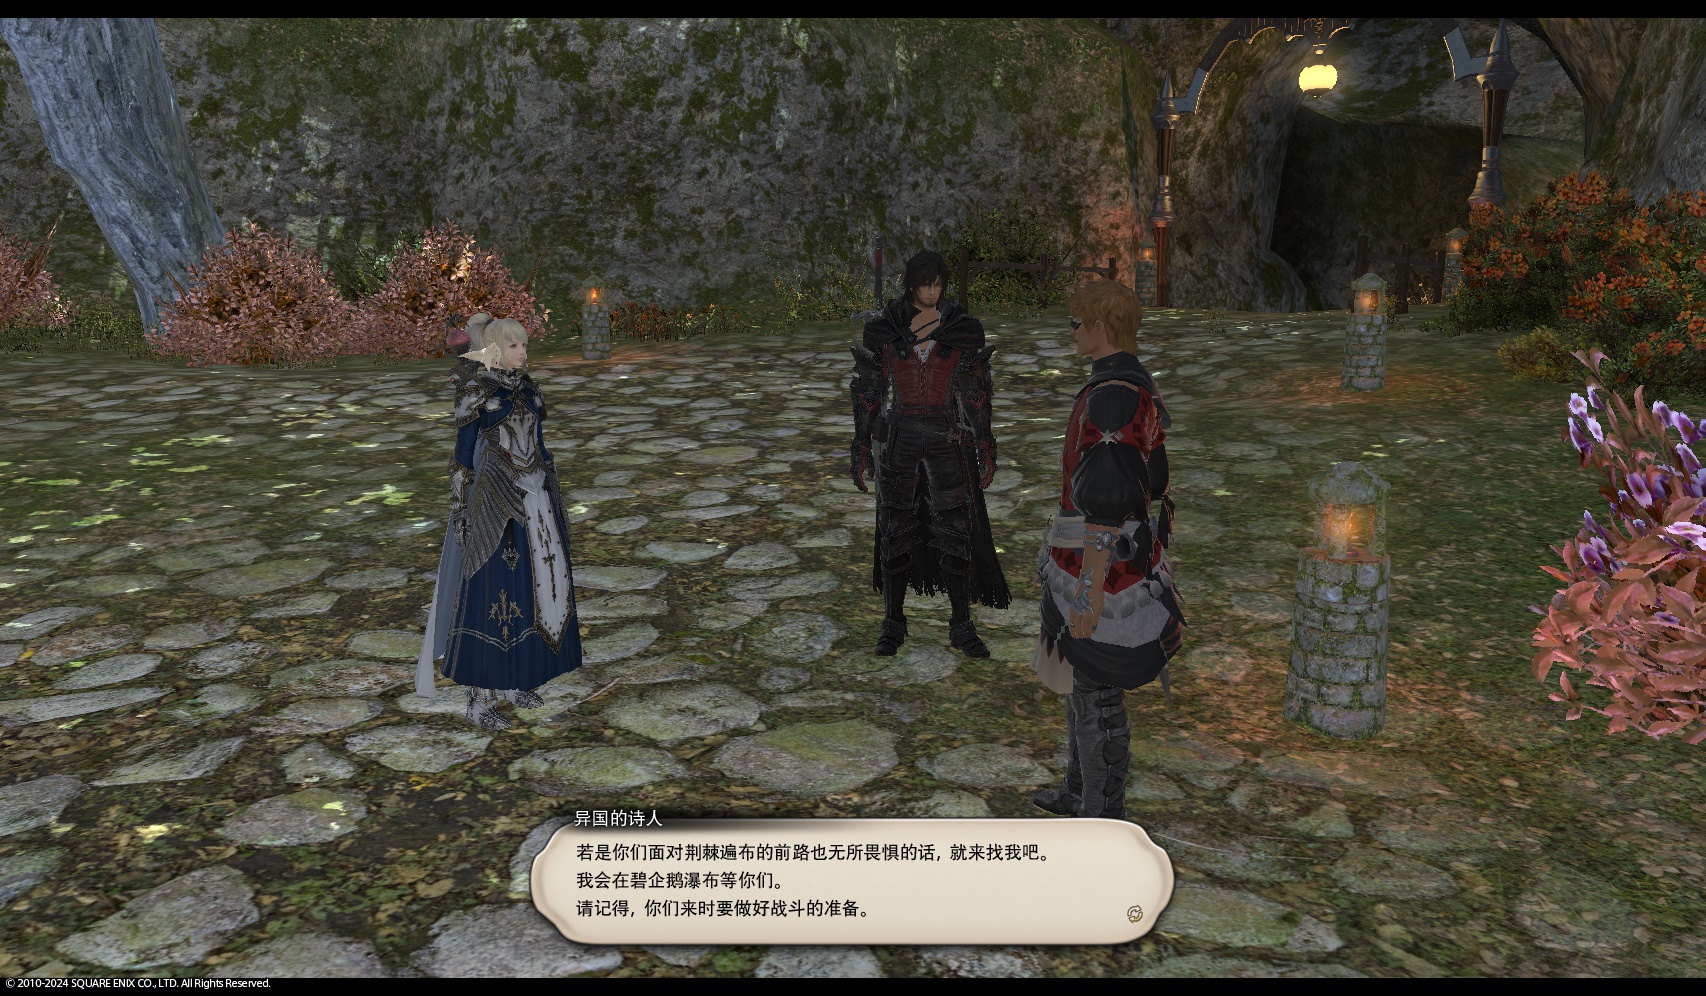 异国的诗人
若是你们面对荆棘遍布的前路也无所畏惧的话，就来找我吧。
我会在碧企鹅瀑布等你们。
请记得，你们来时要做好战斗的准备。
© 2010-2024 SQUARE ENIX CO., LTD. All Rights Reserved.